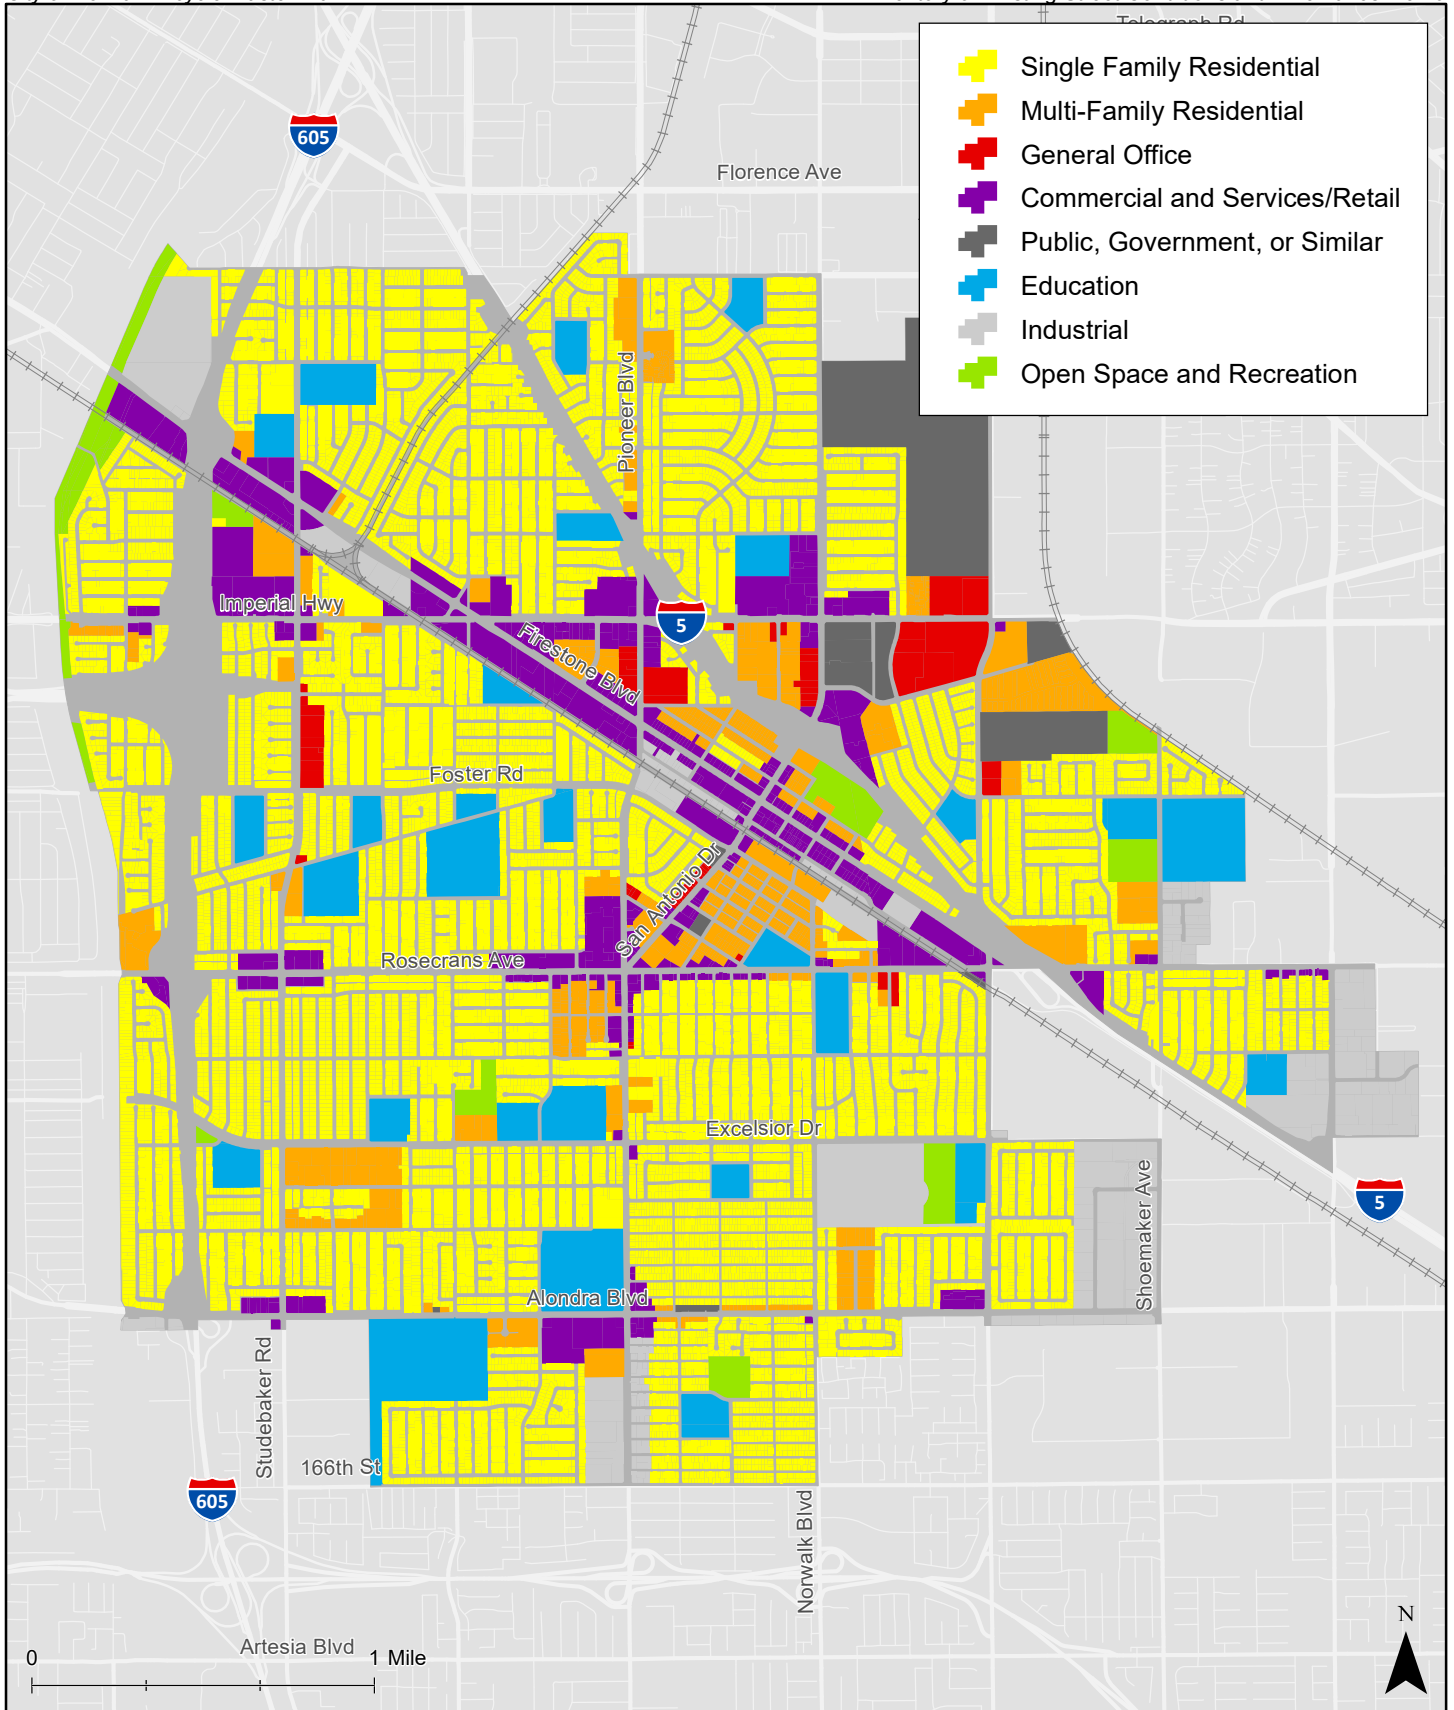 Telegraph Rd
Single Family Residential
Multi-Family Residential
General Office
Commercial and Services/Retail
Public, Government, or Similar
Education
Industrial
Open Space and Recreation
605
Florence Ave
Pioneer Blvd
Imperial Hwy
5
Firestone Blvd
Foster Rd
San Antonio Dr
Rosecrans Ave
Excelsior Dr
Shoemaker Ave
5
Alondra Blvd
Studebaker Rd
166th St
605
Norwalk Blvd
Artesia Blvd
0
1 Mile
N